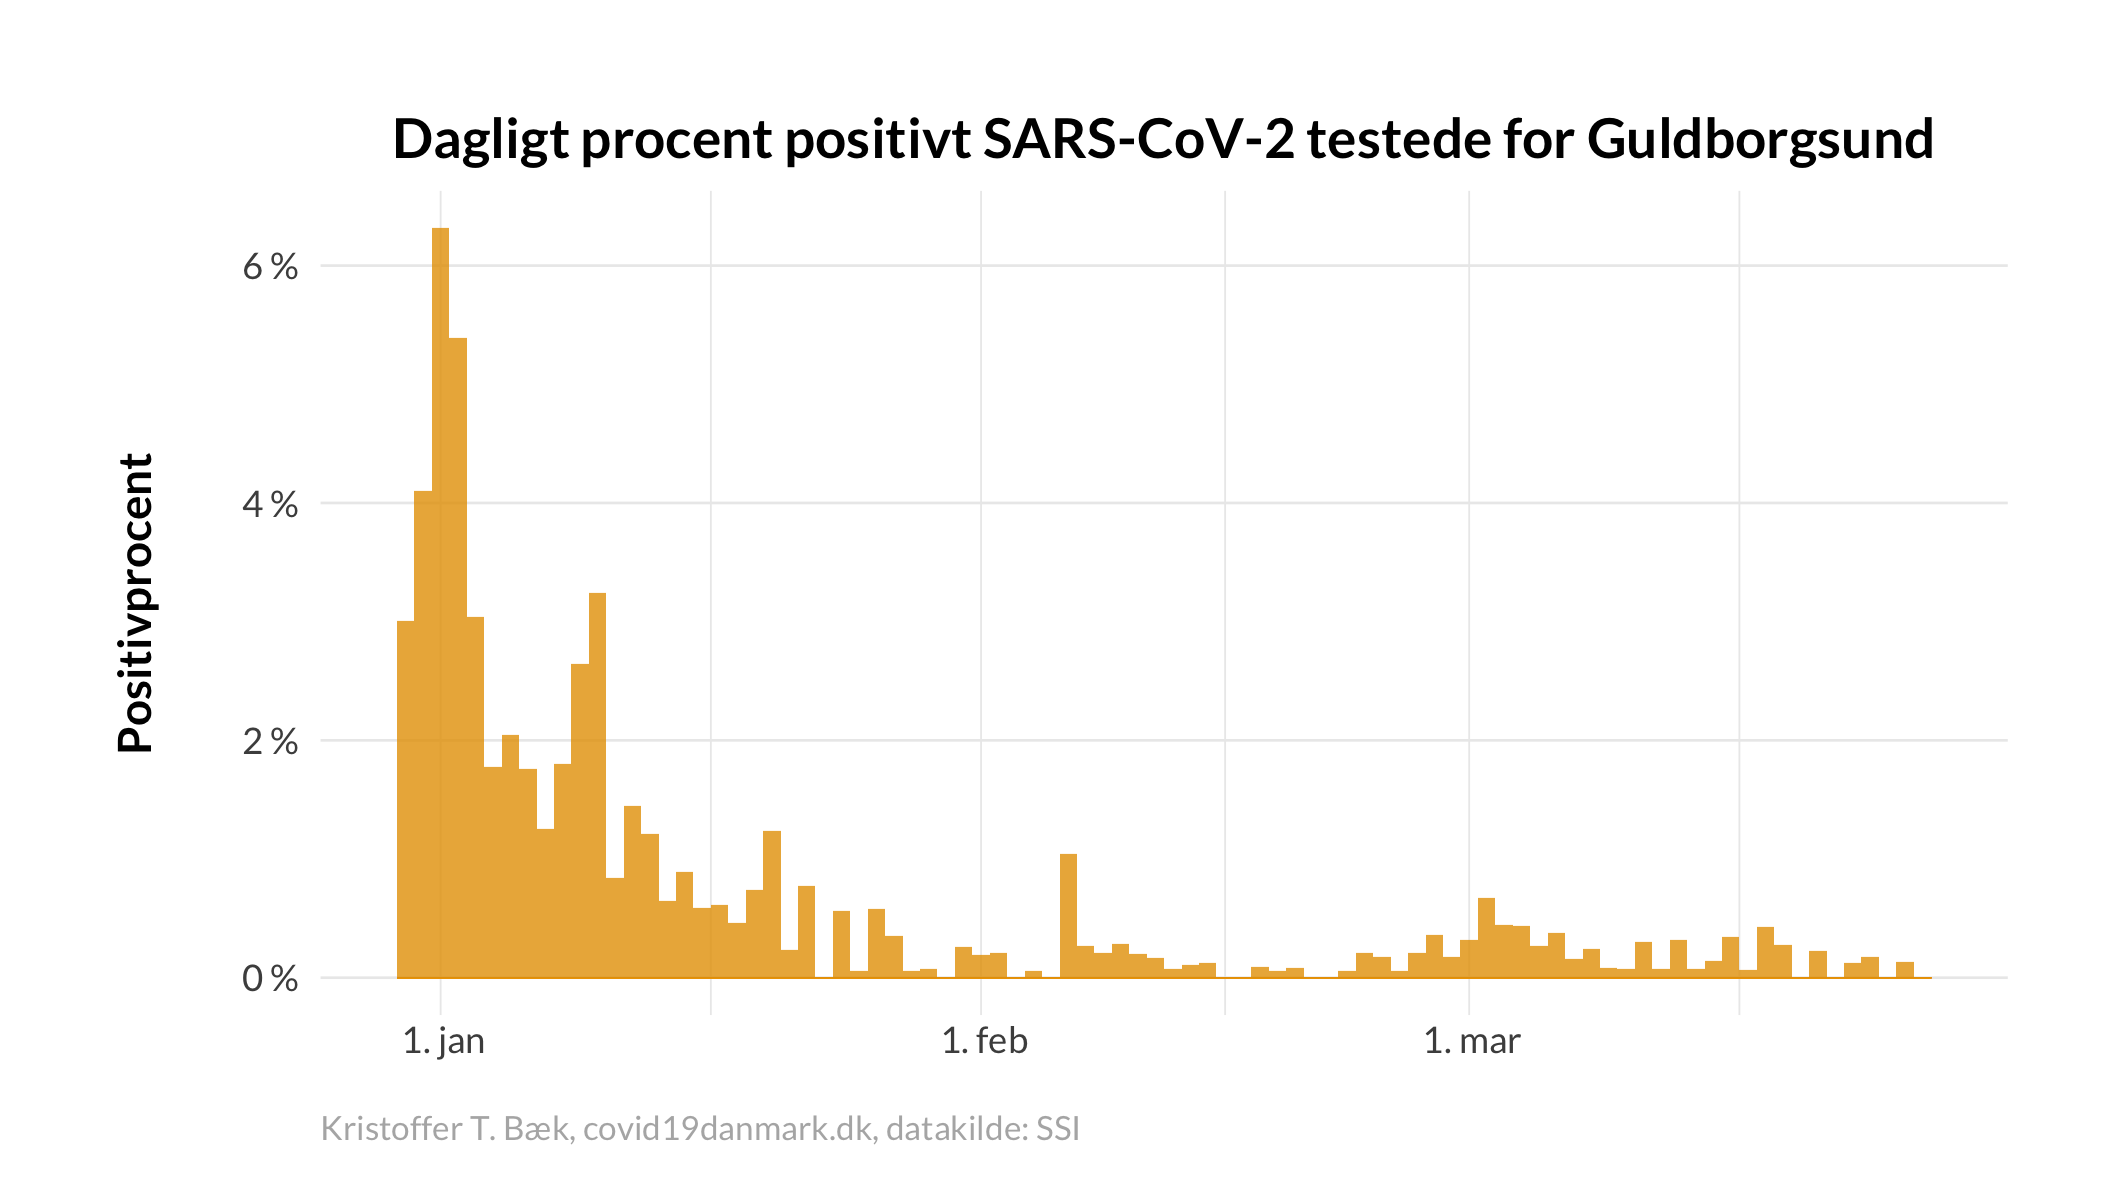 Dagligt procent positivt SARS-CoV-2 testede for Guldborgsund
Positivprocent
6 %
4 %
2 %
0 %
1. jan
1. feb
1. mar
Kristoffer T. Bæk, covid19danmark.dk, datakilde: SSI